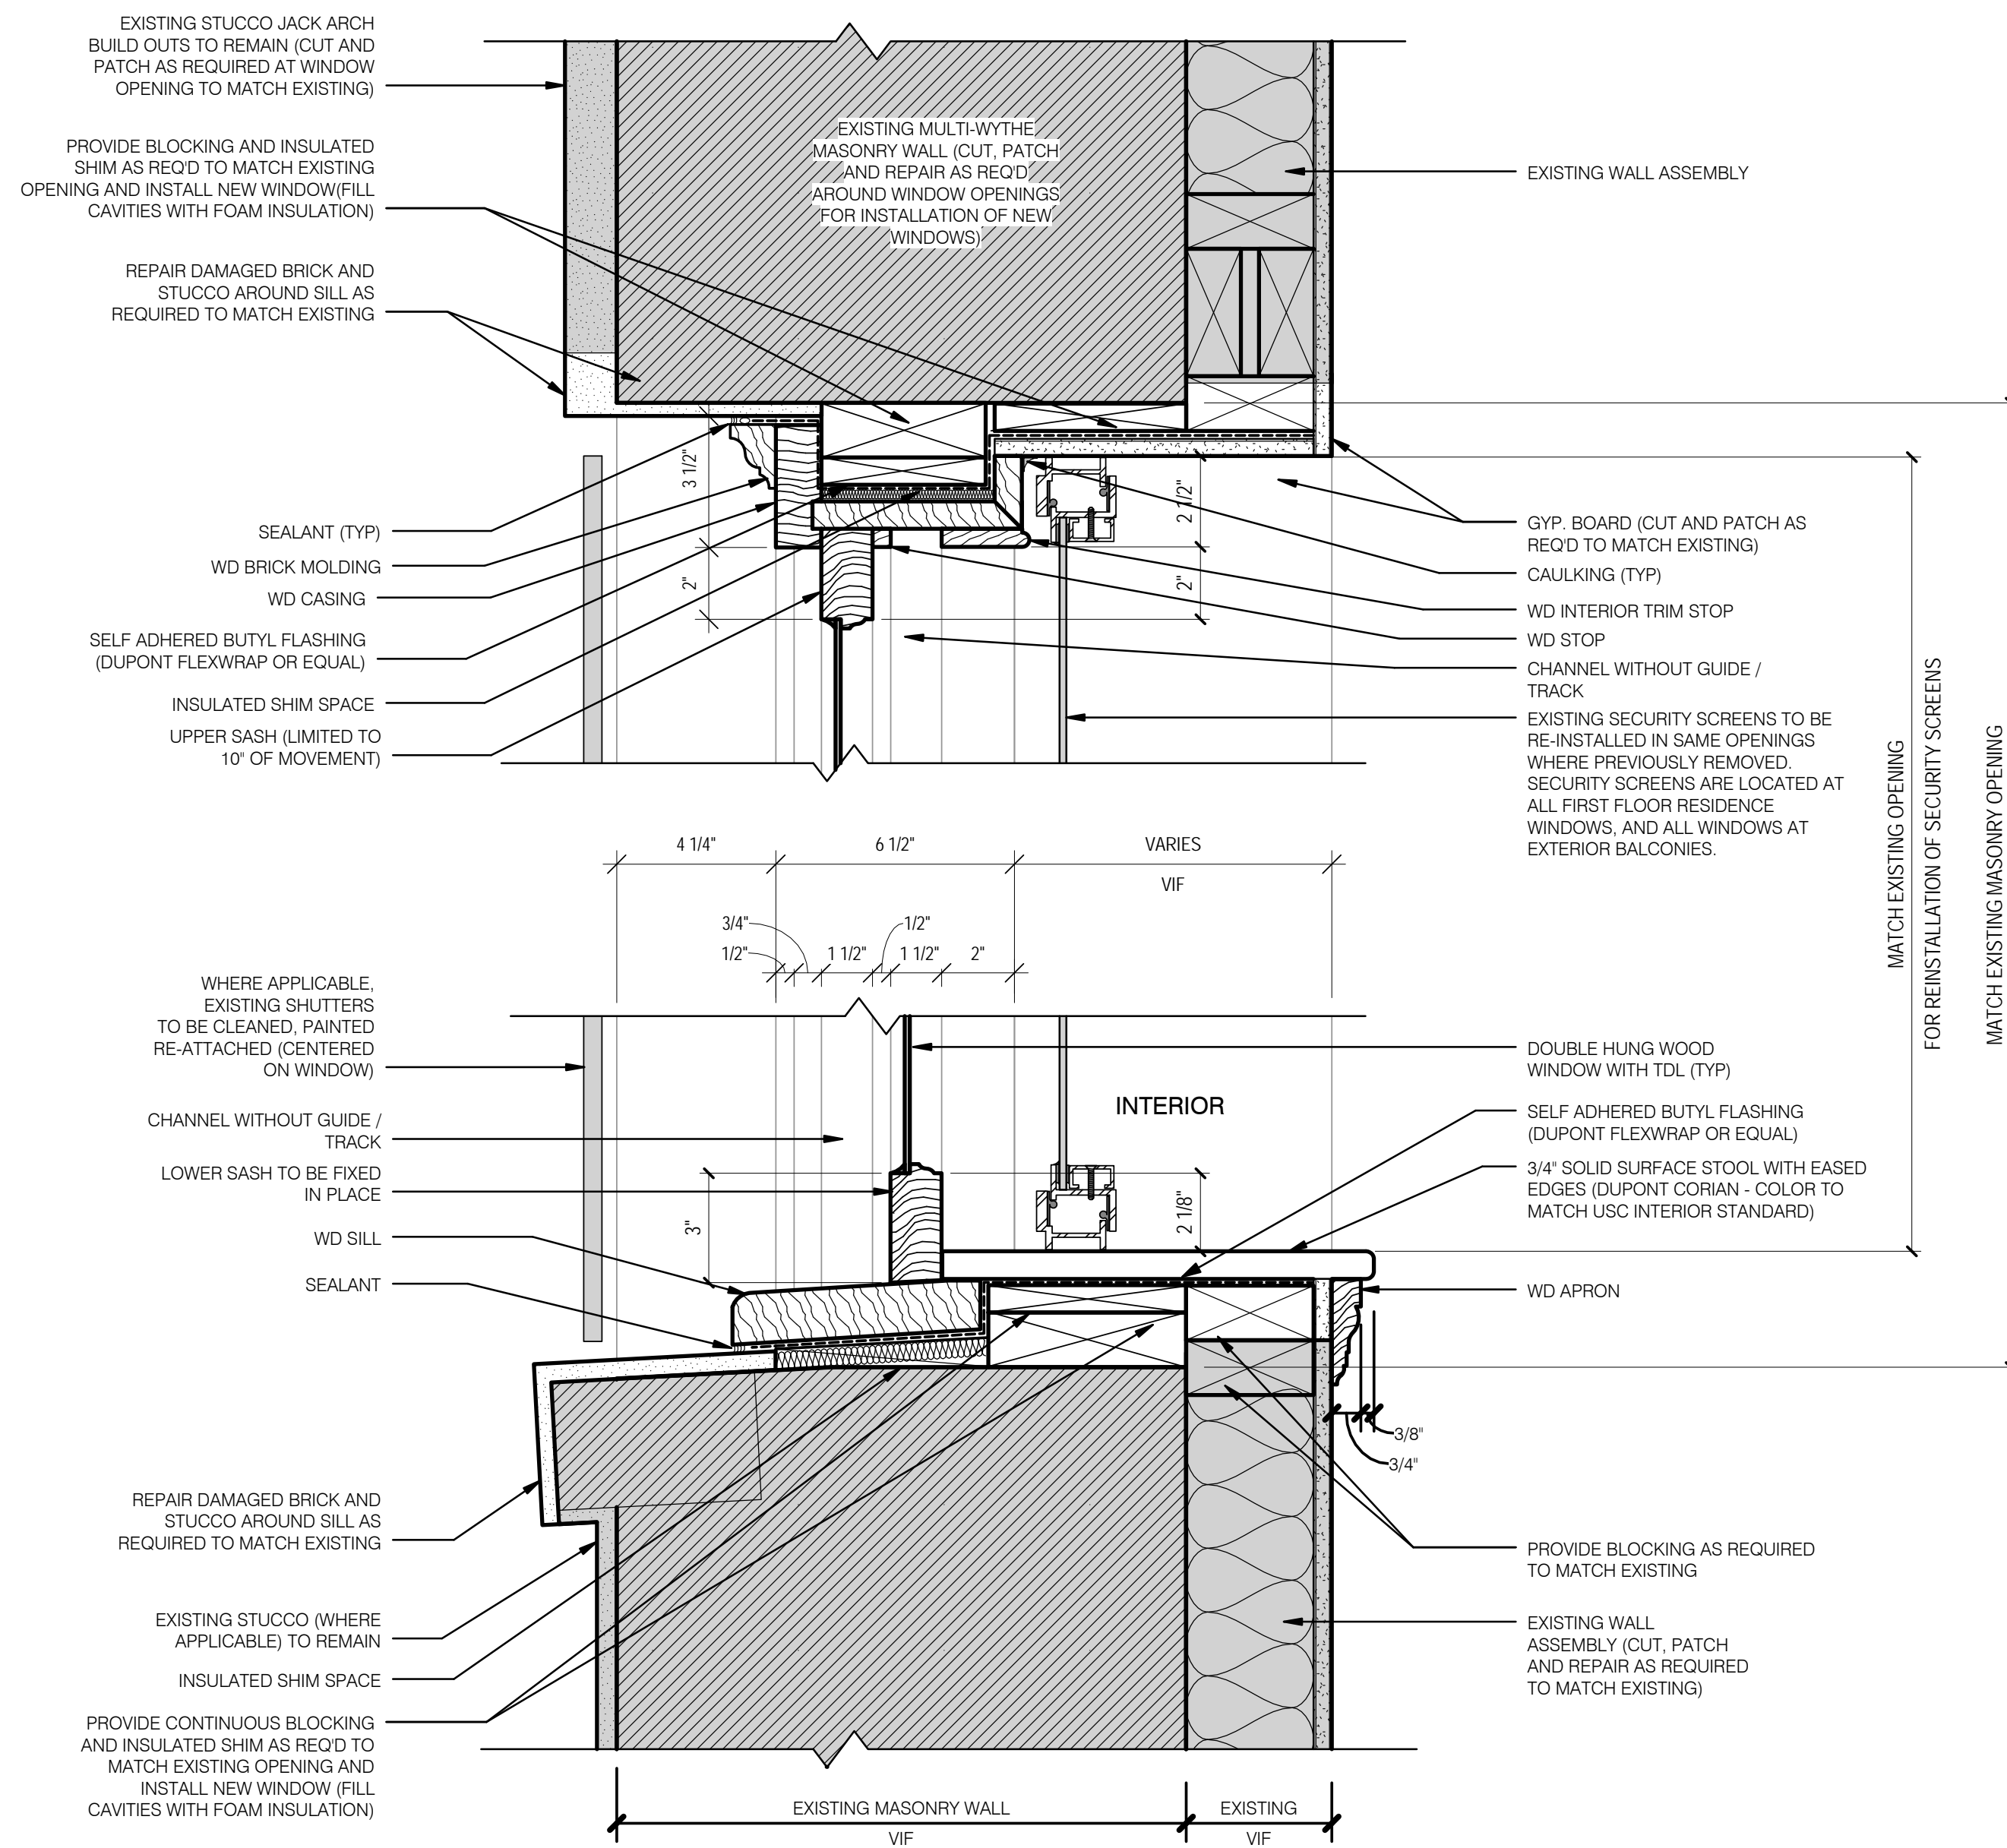 EXISTING STUCCO JACK ARCH
BUILD OUTS TO REMAIN (CUT AND
PATCH AS REQUIRED AT WINDOW
OPENING TO MATCH EXISTING)
PROVIDE BLOCKING AND INSULATED
SHIM AS REQ'D TO MATCH EXISTING
OPENING AND INSTALL NEW WINDOW(FILL
CAVITIES WITH FOAM INSULATION)
REPAIR DAMAGED BRICK AND
STUCCO AROUND SILL AS
REQUIRED TO MATCH EXISTING
SEALANT (TYP)
WD BRICK MOLDING
WD CASING
SELF ADHERED BUTYL FLASHING
(DUPONT FLEXWRAP OR EQUAL)
INSULATED SHIM SPACE
UPPER SASH (LIMITED TO
10" OF MOVEMENT)
EXISTING MULTI-WYTHE
MASONRY WALL (CUT, PATCH
AND REPAIR AS REQ'D
AROUND WINDOW OPENINGS
FOR INSTALLATION OF NEW
WINDOWS)
3 1/2"
2"
2 1/2"
2"
EXISTING WALL ASSEMBLY
GYP. BOARD (CUT AND PATCH AS
REQ'D TO MATCH EXISTING)
CAULKING (TYP)
WD INTERIOR TRIM STOP
WD STOP
CHANNEL WITHOUT GUIDE /
TRACK
EXISTING SECURITY SCREENS TO BE
RE-INSTALLED IN SAME OPENINGS
WHERE PREVIOUSLY REMOVED.
SECURITY SCREENS ARE LOCATED AT
ALL FIRST FLOOR RESIDENCE
WINDOWS, AND ALL WINDOWS AT
EXTERIOR BALCONIES.
MATCH EXISTING OPENING
FOR REINSTALLATION OF SECURITY SCREENS
MATCH EXISTING MASONRY OPENING
4 1/4"
6 1/2"
VARIES
VIF
3/4"
1/2"
1/2"
1 1/2"
1 1/2"
2"
WHERE APPLICABLE,
EXISTING SHUTTERS
TO BE CLEANED, PAINTED
RE-ATTACHED (CENTERED
ON WINDOW)
CHANNEL WITHOUT GUIDE /
TRACK
LOWER SASH TO BE FIXED
IN PLACE
WD SILL
SEALANT
3"
2 1/8"
INTERIOR
DOUBLE HUNG WOOD
WINDOW WITH TDL (TYP)
SELF ADHERED BUTYL FLASHING
(DUPONT FLEXWRAP OR EQUAL)
3/4" SOLID SURFACE STOOL WITH EASED
EDGES (DUPONT CORIAN - COLOR TO
MATCH USC INTERIOR STANDARD)
WD APRON
3/8"
3/4"
REPAIR DAMAGED BRICK AND
STUCCO AROUND SILL AS
REQUIRED TO MATCH EXISTING
EXISTING STUCCO (WHERE
APPLICABLE) TO REMAIN
INSULATED SHIM SPACE
PROVIDE CONTINUOUS BLOCKING
AND INSULATED SHIM AS REQ'D TO
MATCH EXISTING OPENING AND
INSTALL NEW WINDOW (FILL
CAVITIES WITH FOAM INSULATION)
PROVIDE BLOCKING AS REQUIRED
TO MATCH EXISTING
EXISTING WALL
ASSEMBLY (CUT, PATCH
AND REPAIR AS REQUIRED
TO MATCH EXISTING)
EXISTING MASONRY WALL
VIF
EXISTING
VIF